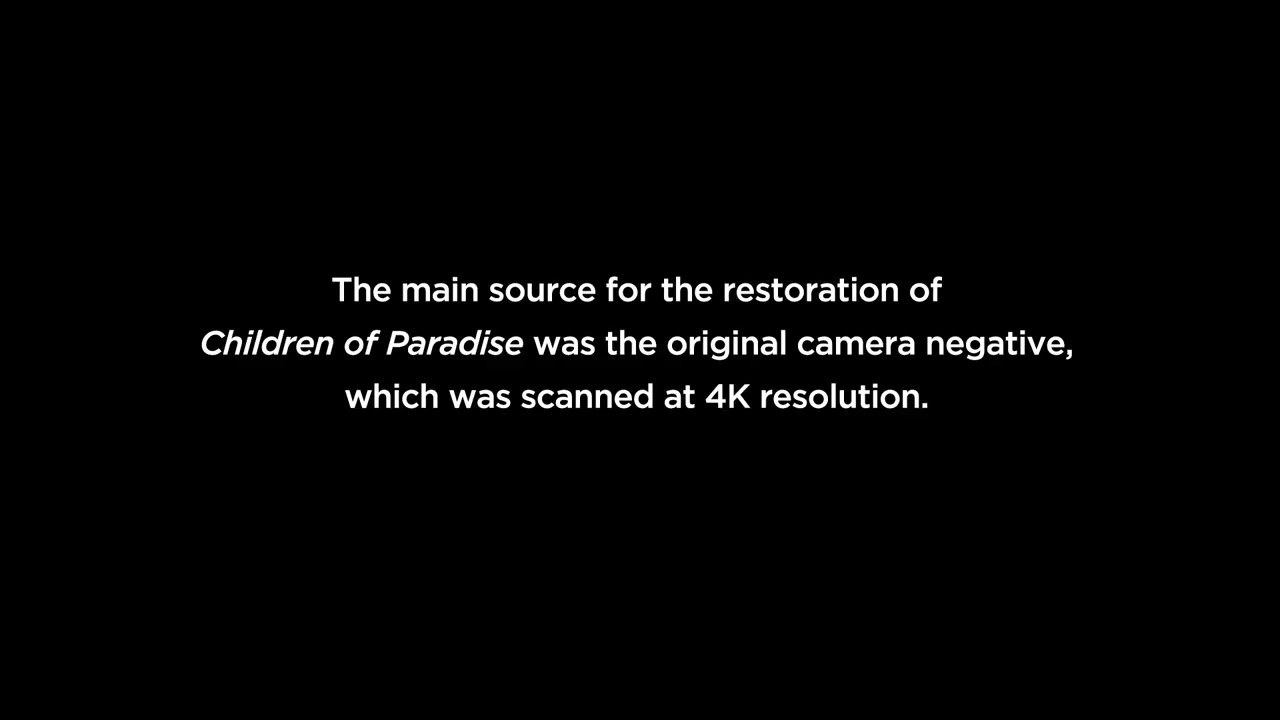 The main source for the restoration of
Children of Paradise was the original camera negative,
which was scanned at 4K resolution.